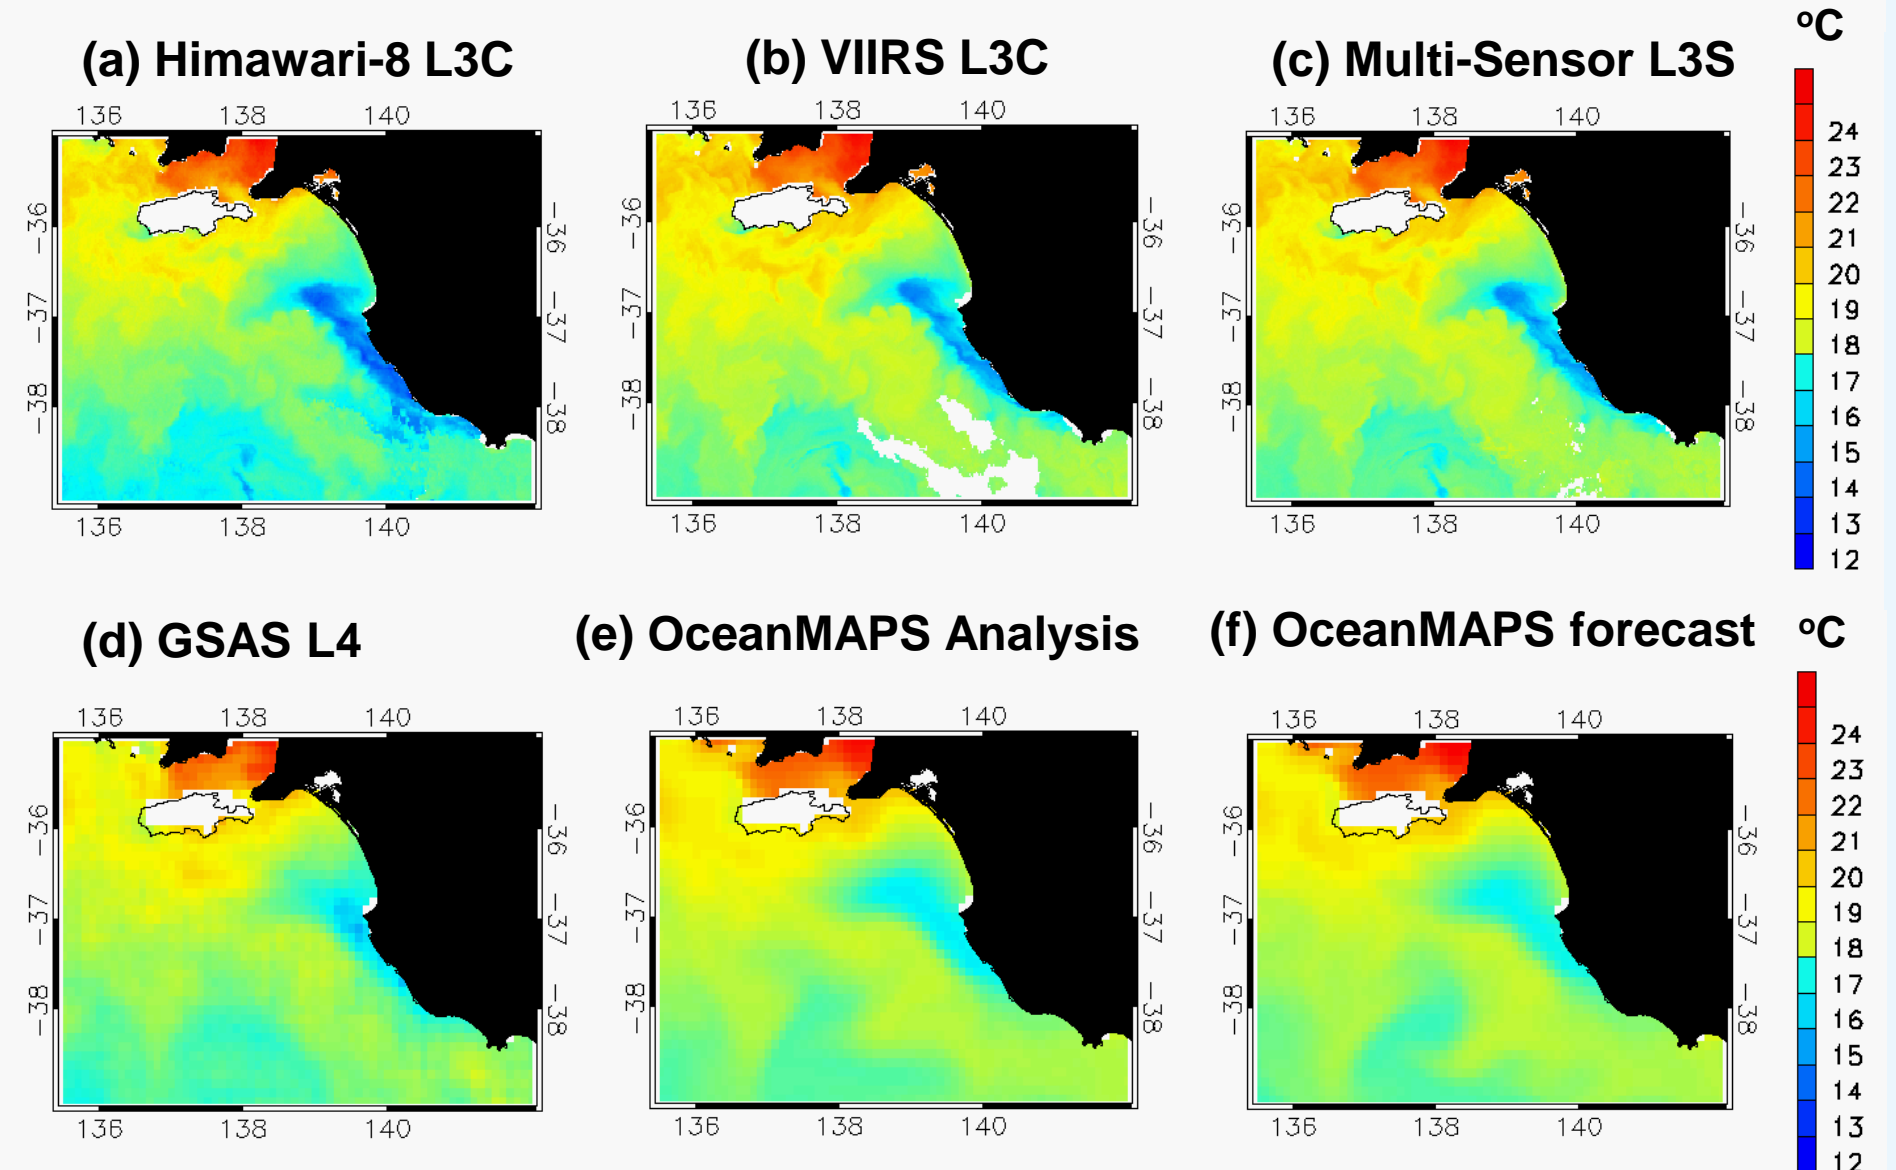 (a) Himawari-8 L3C
(b) VIIRS L3C
(c) Multi-Sensor L3S
ºC
136 138 140
136 138 140
136 138 140
-36 -37 -38
-36 -37 -38
-36 -37 -38
-36 -37 -38
-36 -37 -38
-36 -37 -38
136 138 140
136 138 140
136 138 140
24
23
22
21
20
19
18
17
16
15
14
13
12
(d) GSAS L4
(e) OceanMAPS Analysis
(f) OceanMAPS forecast
ºC
136 138 140
136 138 140
136 138 140
-36 -37 -38
-36 -37 -38
-36 -37 -38
-36 -37 -38
-36 -37 -38
-36 -37 -38
136 138 140
136 138 140
136 138 140
24
23
22
21
20
19
18
17
16
15
14
13
12